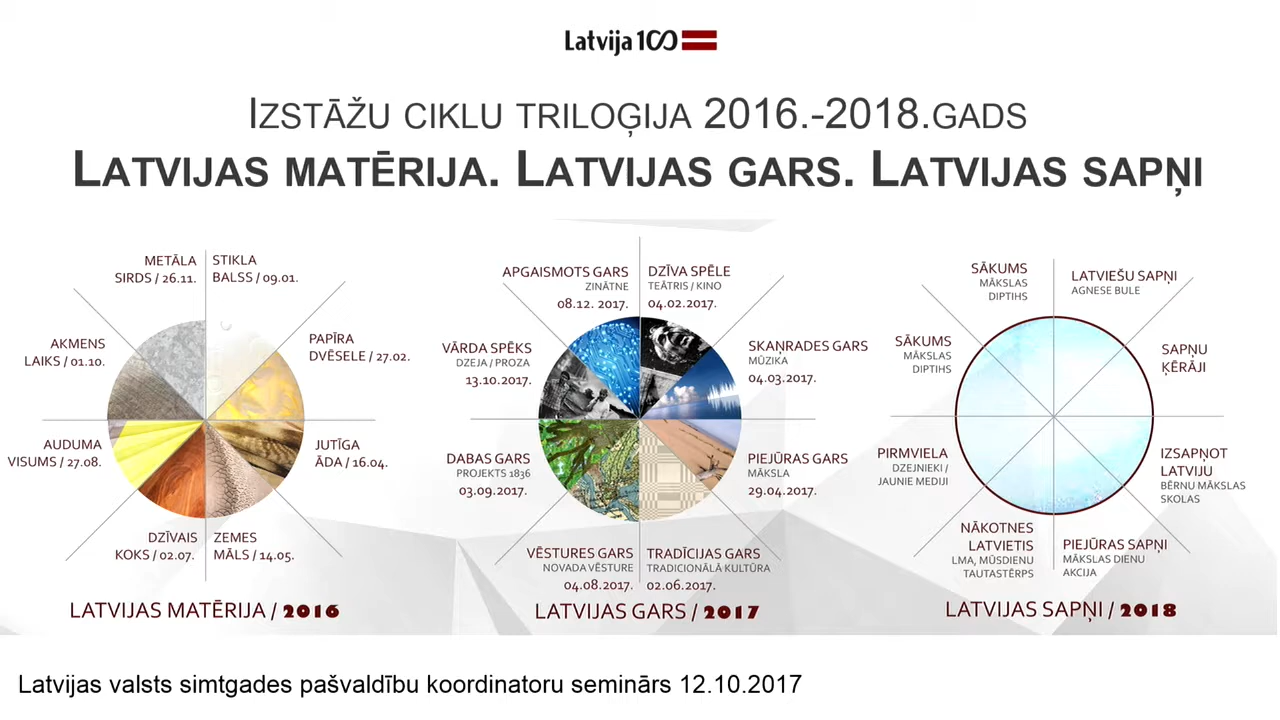 Latvija 100
IZSTĀŽU CIKLU TRILOĢIJA 2016.-2018.GADS
LATVIJAS MATĒRIJA. LATVIJAS GARS. LATVIJAS SAPŅI
METĀLA
SIRDS / 26.11.
STIKLA
BALSS / 09.01.
PAPĪRA
DVĒSELE / 27.02.
JUTĪGA
ĀDA / 16.04.
ZEMES
MĀLS / 14.05.
DZĪVAIS
KOKS / 02.07.
AUDUMA
VISUMS / 27.08.
AKMENS
LAIKS / 01.10.
LATVIJAS MATĒRIJA / 2016
APGAISMOTS GARS
ZINĀTNE
08.12. 2017.
DZĪVA SPĒLE
TEĀTRIS / KINO
04.02.2017.
SKAŅRADES GARS
MŪZIKA
04.03.2017.
PIEJŪRAS GARS
MĀKSLA
29.04.2017.
TRADĪCIJAS GARS
TRADICIONĀLĀ KULTŪRA
02.06.2017.
VĒSTURES GARS
NOVADA VĒSTURE
04.08.2017.
DABAS GARS
PROJEKTS 1836
03.09.2017.
VĀRDA SPĒKS
DZEJA / PROZA
13.10.2017.
LATVIJAS GARS / 2017
SĀKUMS
MĀKSLAS
DIPTIHS
LATVIEŠU SAPŅI
AGNESE BULE
SAPŅU
ĶĒRĀJI
IZSAPŅOT
LATVIJU
BĒRNU MĀKSLAS
SKOLAS
PIEJŪRAS SAPŅI
MĀKSLAS DIENU
AKCIJA
NĀKOTNES
LATVIETIS
LMA, MŪSDIENU
TAUTASTĒRPS
PIRMVIELA
DZEJNIEKI /
JAUNIE MEDIJI
SĀKUMS
MĀKSLAS
DIPTIHS
LATVIJAS SAPŅI / 2018
Latvijas valsts simtgades pašvaldību koordinatoru seminārs 12.10.2017